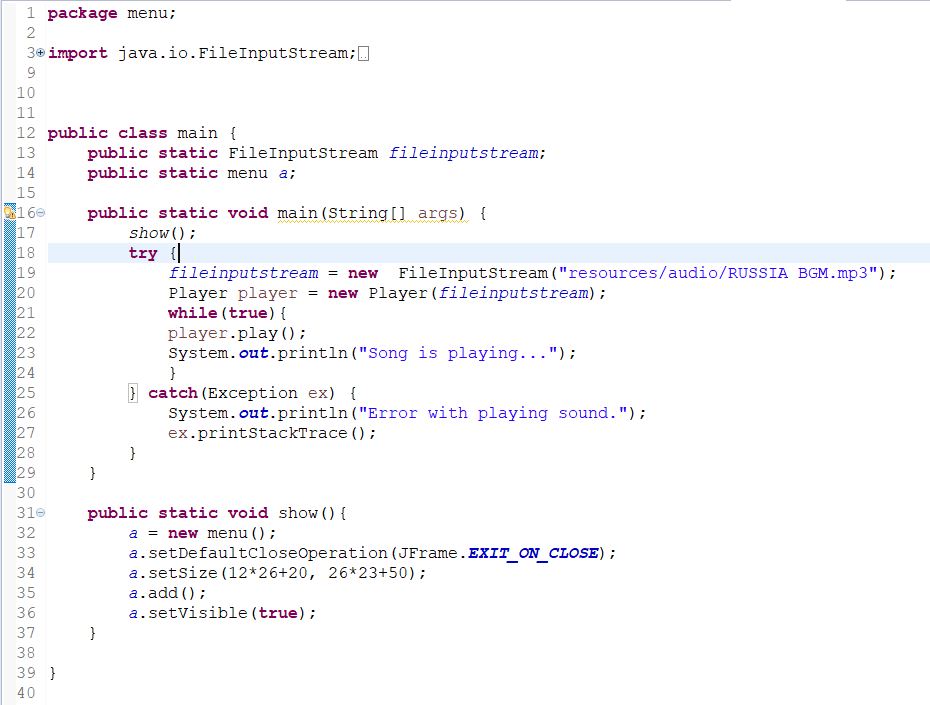 1 package menu;
2
3 import java.io.FileInputStream;
9
10
11
12 public class main {
13     public static FileInputStream fileinputstream;
14     public static menu a;
15
16     public static void main(String[] args) {
17         show();
18         try {
19             fileinputstream = new  FileInputStream("resources/audio/RUSSIA BGM.mp3");
20             Player player = new Player(fileinputstream);
21             while(true){
22             player.play();
23             System.out.println("Song is playing...");
24             }
25         } catch(Exception ex) {
26             System.out.println("Error with playing sound.");
27             ex.printStackTrace();
28         }
29     }
30
31     public static void show(){
32         a = new menu();
33         a.setDefaultCloseOperation(JFrame.EXIT_ON_CLOSE);
34         a.setSize(12*26+20, 26*23+50);
35         a.add();
36         a.setVisible(true);
37     }
38
39 }
40